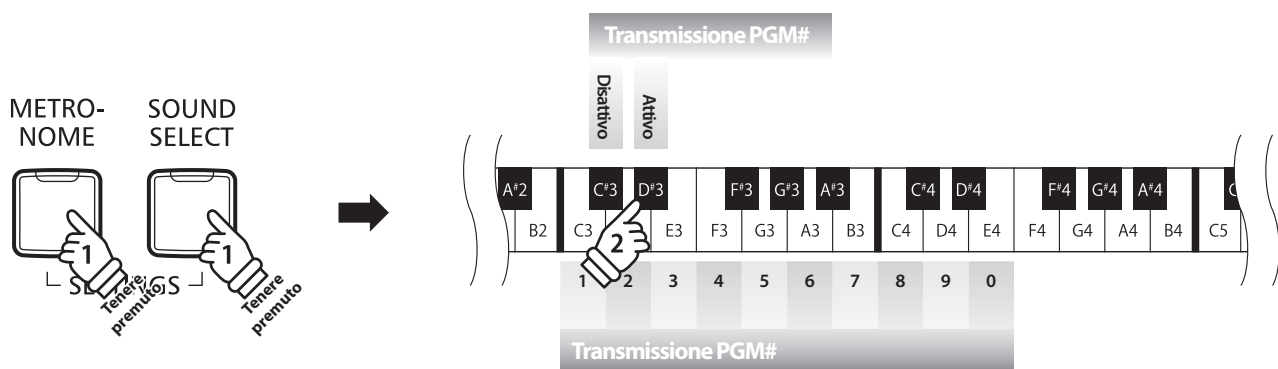 Transmissione PGM#
Disattivo
Attivo
METRO-
NOME
SOUND
SELECT
A#2 C#3 D#3 F#3 G#3 A#3 C#4 D#4 F#4 G#4 A#4
B2 C3 E3 F3 G3 A3 B3 C4 D4 E4 F4 G4 A4 B4 C5
1
1
2
Tenere
premuto
Tenere
premuto
1 2 3 4 5 6 7 8 9 0
Transmissione PGM#